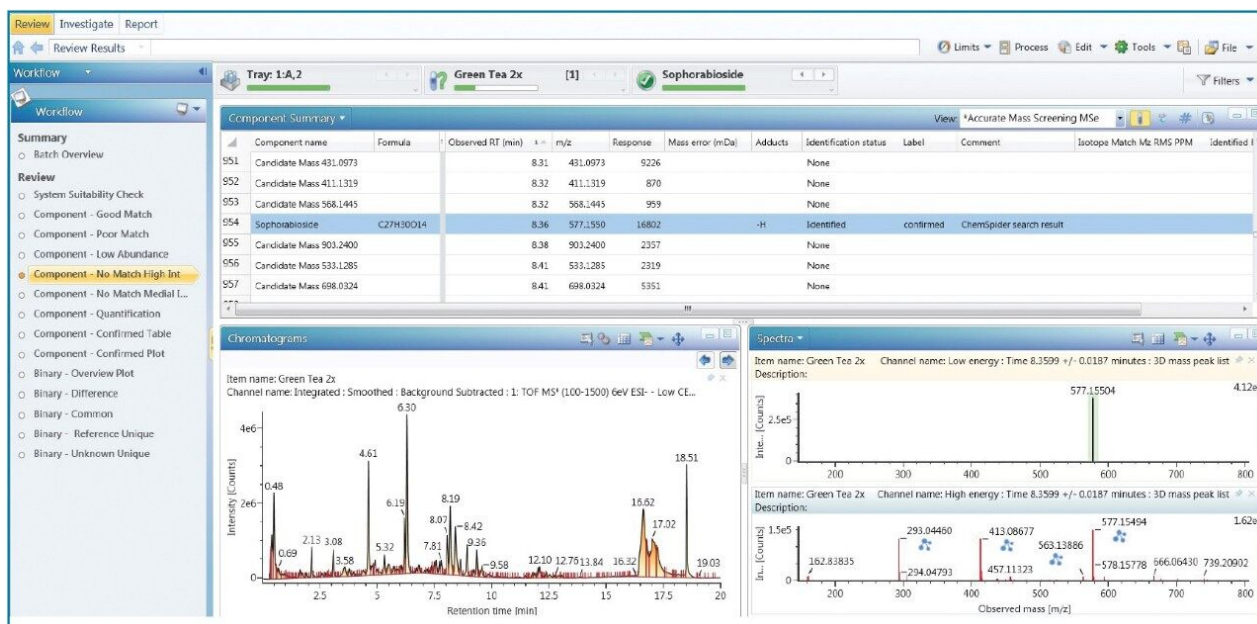 Review Investigate Report
Review Results
Limits Process Edit Tools File
Workflow
Tray: 1:A,2 Green Tea 2x [1] Sophorabioside
Filters
Workflow
Summary
Batch Overview
Review
System Suitability Check
Component - Good Match
Component - Poor Match
Component - Low Abundance
Component - No Match High Int
Component - No Match Medial I...
Component - Quantification
Component - Confirmed Table
Component - Confirmed Plot
Binary - Overview Plot
Binary - Difference
Binary - Common
Binary - Reference Unique
Binary - Unknown Unique
Component Summary View: *Accurate Mass Screening MSe
Component name Formula Observed RT (min) m/z Response Mass error (mDa) Adducts Identification status Label Comment Isotope Match Mz RMS PPM Identified
951 Candidate Mass 431.0973 8.31 431.0973 9226 None
952 Candidate Mass 411.1319 8.32 411.1319 870 None
953 Candidate Mass 568.1445 8.32 568.1445 959 None
954 Sophorabioside C27H30O14 8.36 577.1550 16802 -H Identified confirmed ChemSpider search result
955 Candidate Mass 903.2400 8.38 903.2400 2357 None
956 Candidate Mass 533.1285 8.41 533.1285 2319 None
957 Candidate Mass 698.0324 8.41 698.0324 5351 None
Chromatograms
Item name: Green Tea 2x
Channel name: Integrated : Smoothed : Background Subtracted : 1: TOF MSᴱ (100-1500) 6eV ESI- - Low CE...
Intensity [Counts]
4e6
2e6
0
0.48
0.69
2.13
3.08
3.58
4.61
5.32
6.19
6.30
7.81
8.07
8.19
8.42
9.36
9.58
12.10
12.76
13.84
16.32
16.62
17.02
18.51
19.03
2.5 5 7.5 10 12.5 15 17.5 20
Retention time [min]
Spectra
Item name: Green Tea 2x Channel name: Low energy : Time 8.3599 +/- 0.0187 minutes : 3D mass peak list
Description:
577.15504
4.12e
Inte... [Counts]
2.5e5
0
200 300 400 500 600 700 800
Item name: Green Tea 2x Channel name: High energy : Time 8.3599 +/- 0.0187 minutes : 3D mass peak list
Description:
1.62e
In... [Counts]
1.5e5
0
162.83835
293.04460
294.04793
413.08677
457.11323
563.13886
577.15494
578.15778
666.06430
739.20902
200 300 400 500 600 700 800
Observed mass [m/z]